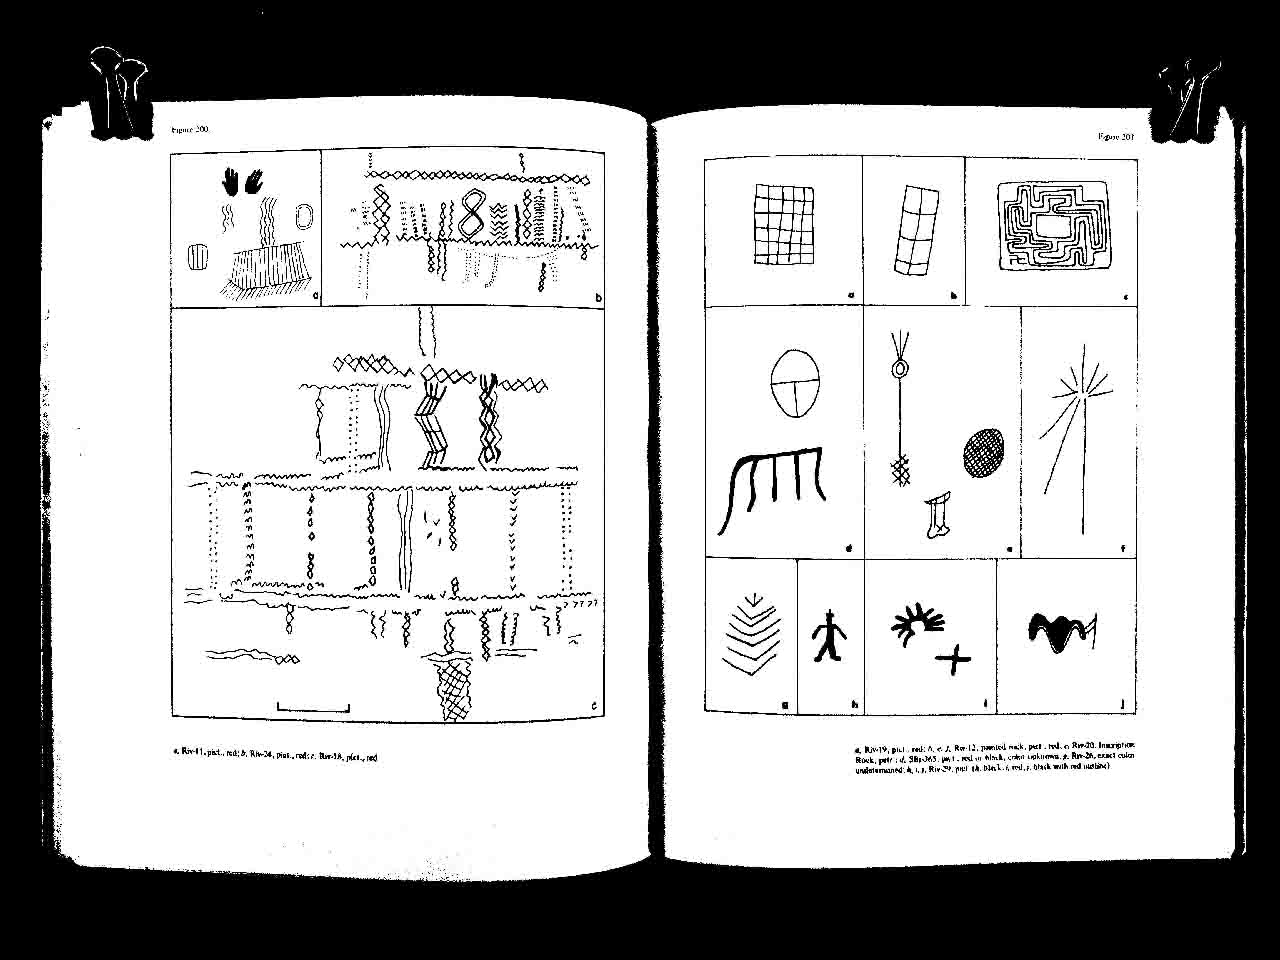 Figure 200.
a
b
c
a, Riv-11, pict., red; b, Riv-24, pict., red; c, Riv-18, pict., red
Figure 201
a
b
c
d
e
f
g
h
i
j
a, Riv-19, pict., red; b, e, f, Riv-12, painted rock, pict., red; c, Riv-20, Inscription
Rock, petr.; d, SBr-365, pict., red or black, color unknown; g, Riv-26, exact color
undetermined; h, i, j, Riv-29, pict. (h, black, i, red, j, black with red outline)